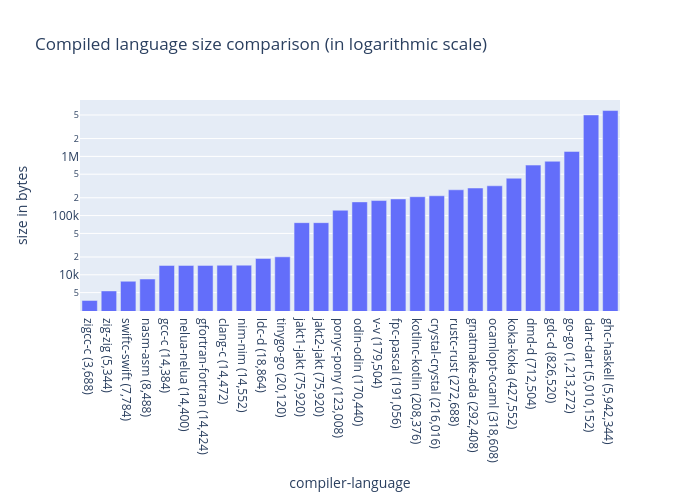 Compiled language size comparison (in logarithmic scale)
size in bytes
5
2
1M
5
2
100k
5
2
10k
5
zigcc-c (3,688)
zig-zig (5,344)
swiftc-swift (7,784)
nasm-asm (8,488)
gcc-c (14,384)
nelua-nelua (14,400)
gfortran-fortran (14,424)
clang-c (14,472)
nim-nim (14,552)
ldc-d (18,864)
tinygo-go (20,120)
jakt1-jakt (75,920)
jakt2-jakt (75,920)
ponyc-pony (123,008)
odin-odin (170,440)
v-v (179,504)
fpc-pascal (191,056)
kotlinc-kotlin (208,376)
crystal-crystal (216,016)
rustc-rust (272,688)
gnatmake-ada (292,408)
ocamlopt-ocaml (318,608)
koka-koka (427,552)
dmd-d (712,504)
gdc-d (826,520)
go-go (1,213,272)
dart-dart (5,010,152)
ghc-haskell (5,942,344)
compiler-language